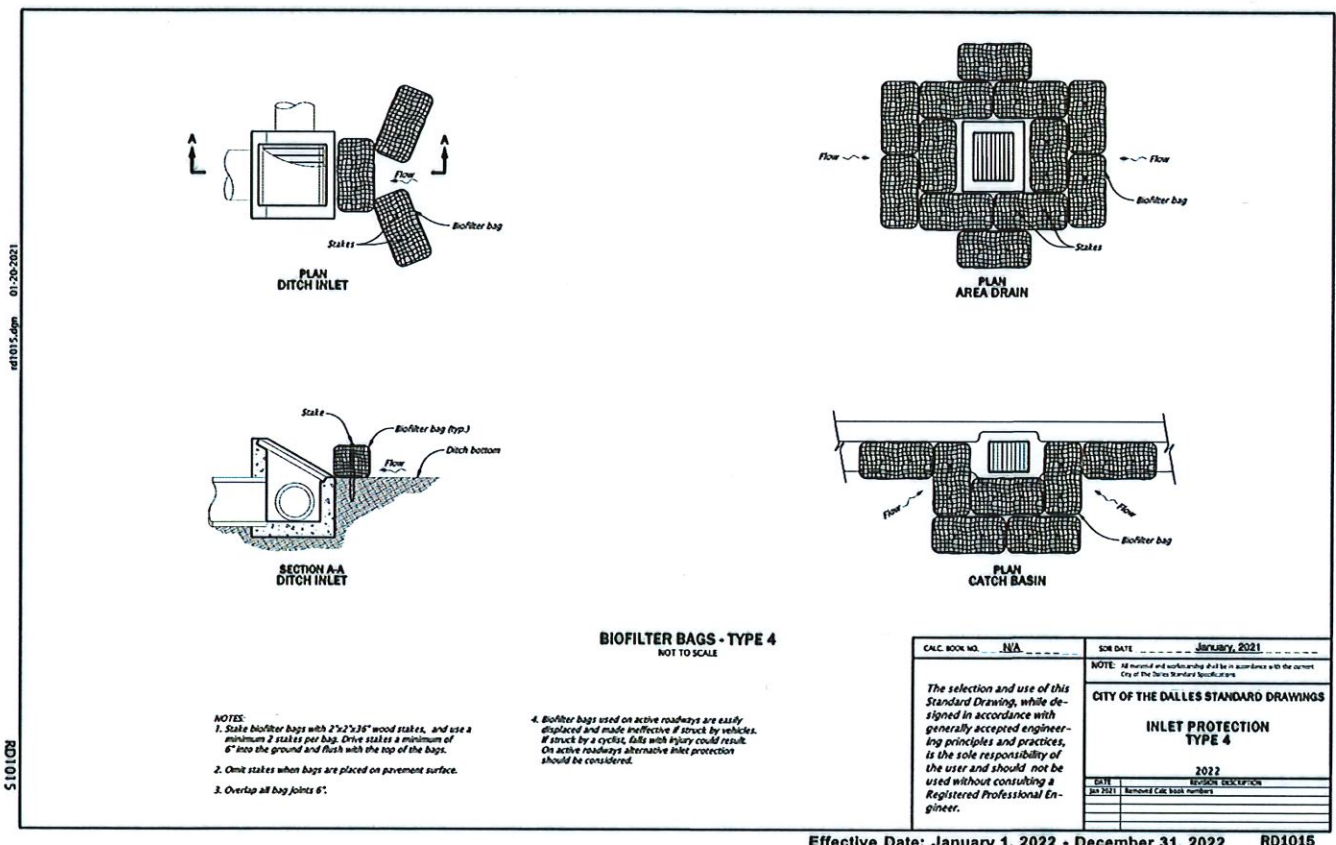 rd1015.dgn 01-20-2021
RD1015
A
A
Flow
Biofilter bag
Stakes
PLAN
DITCH INLET
Flow
Flow
Biofilter bag
Stakes
PLAN
AREA DRAIN
Stake
Biofilter bag (typ.)
Flow
Ditch bottom
SECTION A-A
DITCH INLET
Flow
Flow
Biofilter bag
PLAN
CATCH BASIN
BIOFILTER BAGS - TYPE 4
NOT TO SCALE
NOTES:
1. Stake biofilter bags with 2"x2"x36" wood stakes, and use a
minimum 2 stakes per bag. Drive stakes a minimum of
6" into the ground and flush with the top of the bags.
2. Omit stakes when bags are placed on pavement surface.
3. Overlap all bag joints 6".
4. Biofilter bags used on active roadways are easily
displaced and made ineffective if struck by vehicles.
If struck by a cyclist, falls with injury could result.
On active roadways alternative inlet protection
should be considered.
CALC. BOOK NO. N/A
SDR DATE January, 2021
NOTE: All material and workmanship shall be in accordance with the current
City of the Dalles Standard Specifications
The selection and use of this
Standard Drawing, while de-
signed in accordance with
generally accepted engineer-
ing principles and practices,
is the sole responsibility of
the user and should not be
used without consulting a
Registered Professional En-
gineer.
CITY OF THE DALLES STANDARD DRAWINGS
INLET PROTECTION
TYPE 4
2022
DATE REVISION DESCRIPTION
Jan 2021 Removed Calc book numbers
Effective Date: January 1, 2022 - December 31, 2022 RD1015